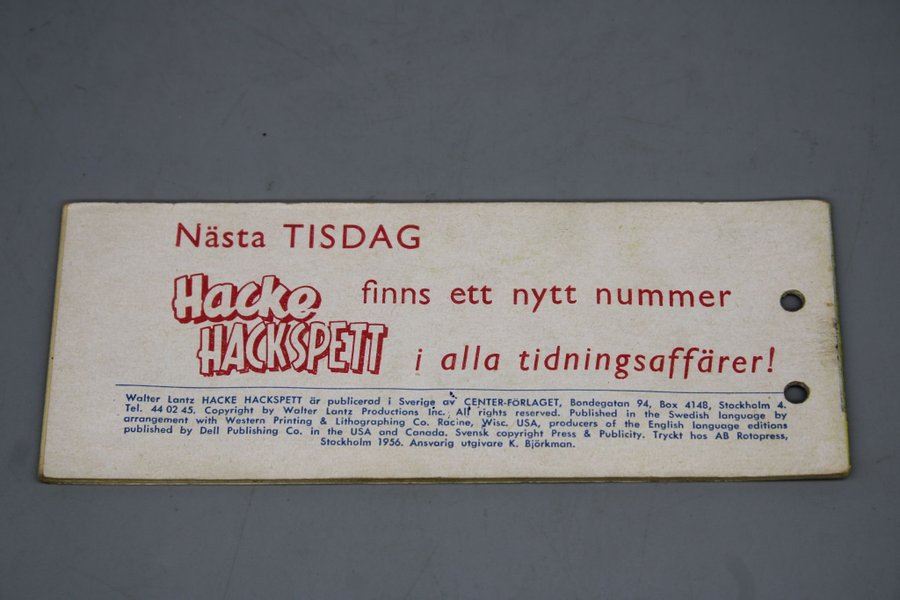 Nästa TISDAG
Hacke finns ett nytt nummer
HACKSPETT i alla tidningsaffärer!
Walter Lantz HACKE HACKSPETT är publicerad i Sverige av CENTER-FÖRLAGET, Bondegatan 94, Box 4148, Stockholm 4.
Tel. 44 02 45. Copyright by Walter Lantz Productions Inc. All rights reserved. Published in the Swedish language by
arrangement with Western Printing & Lithographing Co. Racine, Wisc. USA, producers of the English language editions
published by Dell Publishing Co. in the USA and Canada. Svensk copyright Press & Publicity. Tryckt hos AB Rotopress,
Stockholm 1956. Ansvarig utgivare K. Björkman.